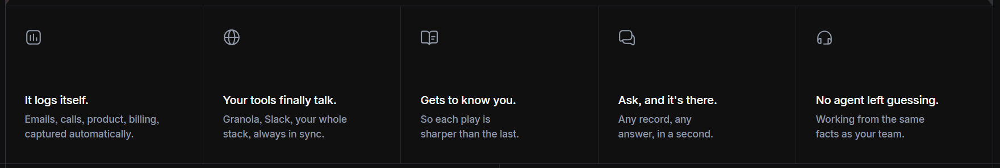 It logs itself.
Emails, calls, product, billing,
captured automatically.
Your tools finally talk.
Granola, Slack, your whole
stack, always in sync.
Gets to know you.
So each play is
sharper than the last.
Ask, and it's there.
Any record, any
answer, in a second.
No agent left guessing.
Working from the same
facts as your team.